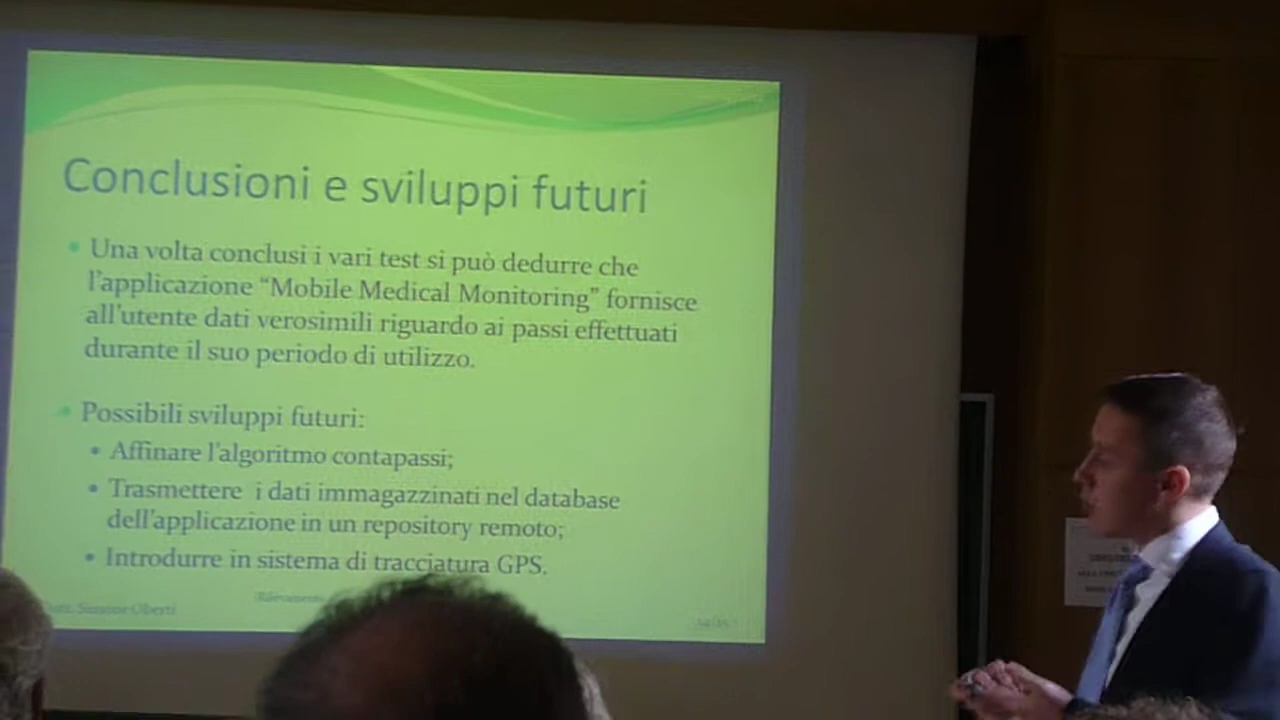 Conclusioni e sviluppi futuri
Una volta conclusi i vari test si può dedurre che
l'applicazione “Mobile Medical Monitoring” fornisce
all'utente dati verosimili riguardo ai passi effettuati
durante il suo periodo di utilizzo.
Possibili sviluppi futuri:
Affinare l'algoritmo contapassi;
Trasmettere i dati immagazzinati nel database
dell'applicazione in un repository remoto;
Introdurre in sistema di tracciatura GPS.
Simone Oberti